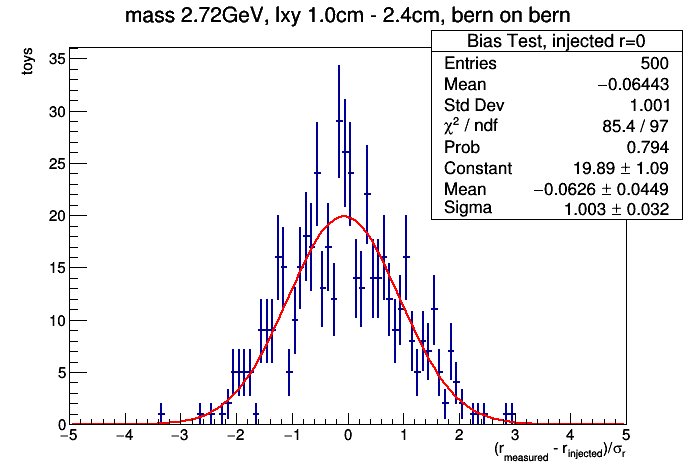 mass 2.72GeV, lxy 1.0cm - 2.4cm, bern on bern
Bias Test, injected r=0
Entries 500
Mean −0.06443
Std Dev 1.001
χ² / ndf 85.4 / 97
Prob 0.794
Constant 19.89 ± 1.09
Mean −0.0626 ± 0.0449
Sigma 1.003 ± 0.032
toys
35
30
25
20
15
10
5
0
−5 −4 −3 −2 −1 0 1 2 3 4 5
(r_measured - r_injected)/σ_r